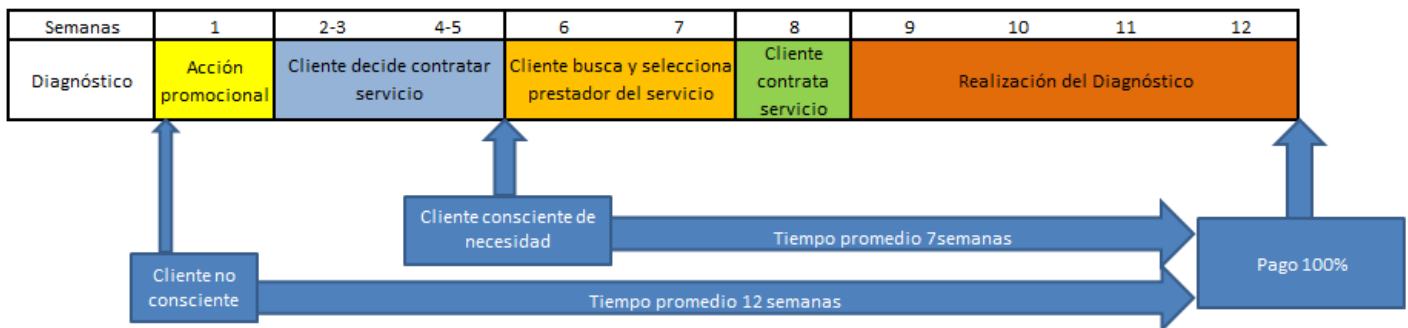 Semanas 1 2-3 4-5 6 7 8 9 10 11 12
Diagnóstico
Acción
promocional
Cliente decide contratar
servicio
Cliente busca y selecciona
prestador del servicio
Cliente
contrata
servicio
Realización del Diagnóstico
Cliente consciente de
necesidad
Tiempo promedio 7semanas
Cliente no
consciente
Tiempo promedio 12 semanas
Pago 100%